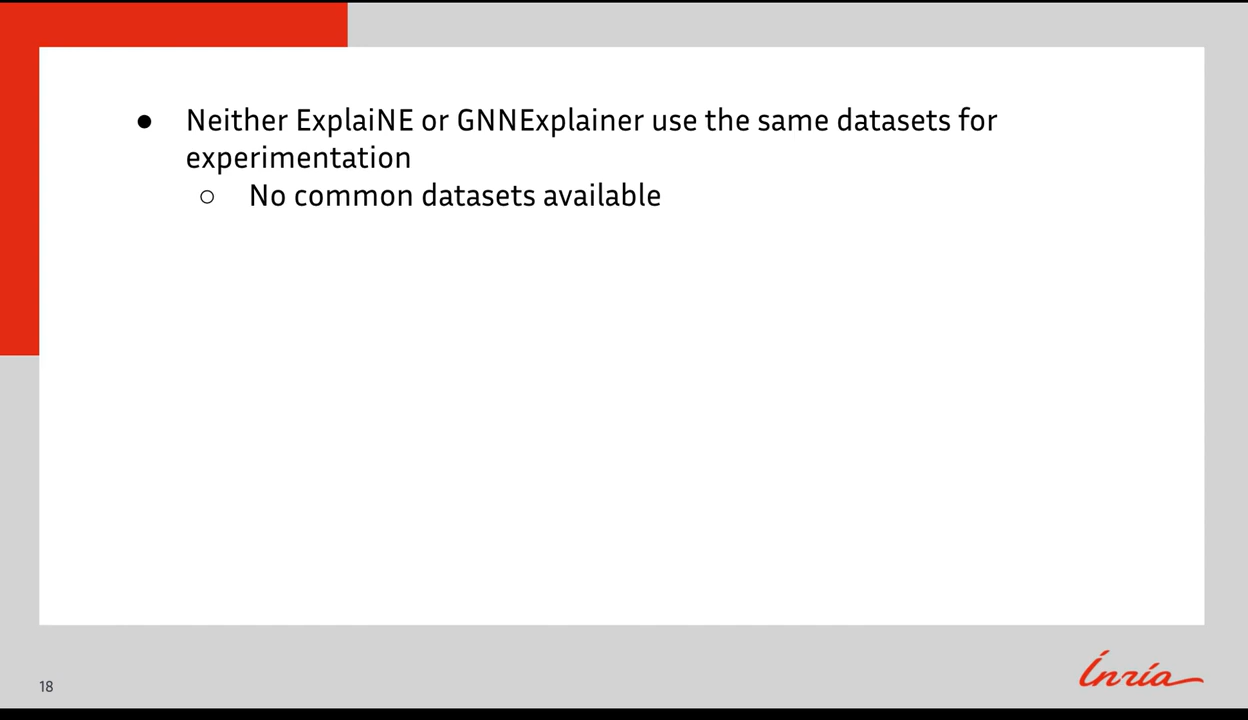 ● Neither ExplaiNE or GNNExplainer use the same datasets for
experimentation
○ No common datasets available
18
Inria